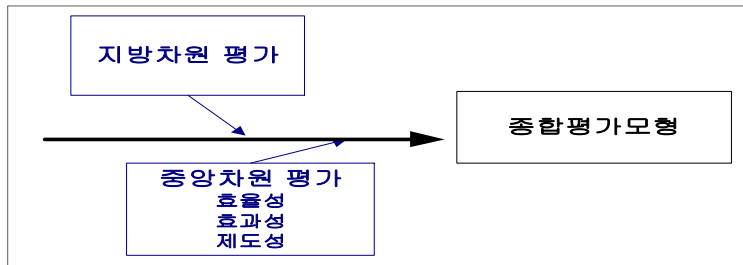 지방차원 평가
종합평가모형
중앙차원 평가
효율성
효과성
제도성